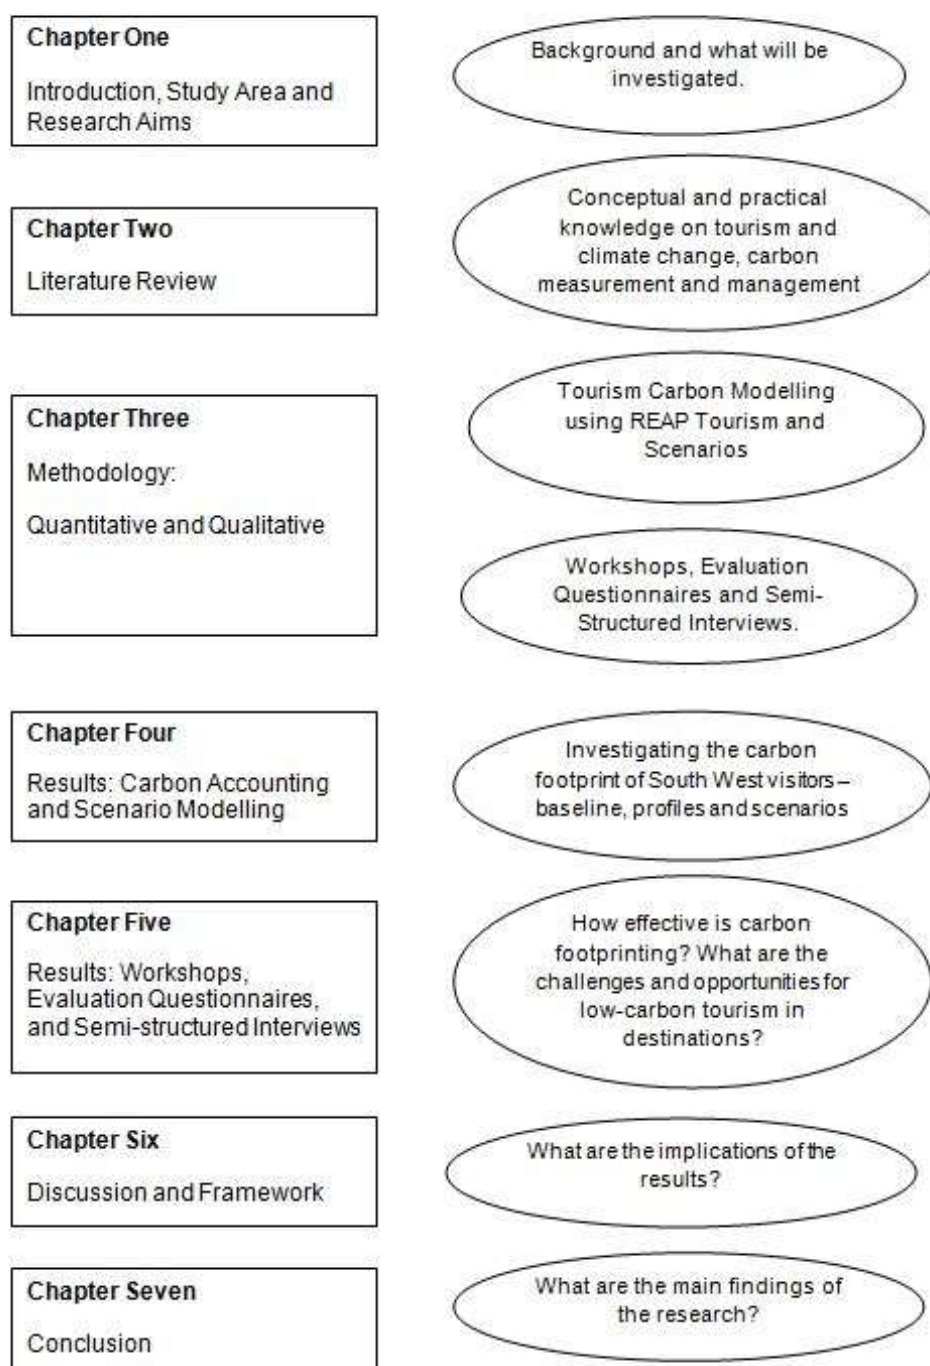 Chapter One
Introduction, Study Area and
Research Aims
Background and what will be
investigated.
Chapter Two
Literature Review
Conceptual and practical
knowledge on tourism and
climate change, carbon
measurement and management
Chapter Three
Methodology:
Quantitative and Qualitative
Tourism Carbon Modelling
using REAP Tourism and
Scenarios
Workshops, Evaluation
Questionnaires and Semi-
Structured Interviews.
Chapter Four
Results: Carbon Accounting
and Scenario Modelling
Investigating the carbon
footprint of South West visitors –
baseline, profiles and scenarios
Chapter Five
Results: Workshops,
Evaluation Questionnaires,
and Semi-structured Interviews
How effective is carbon
footprinting? What are the
challenges and opportunities for
low-carbon tourism in
destinations?
Chapter Six
Discussion and Framework
What are the implications of the
results?
Chapter Seven
Conclusion
What are the main findings of
the research?